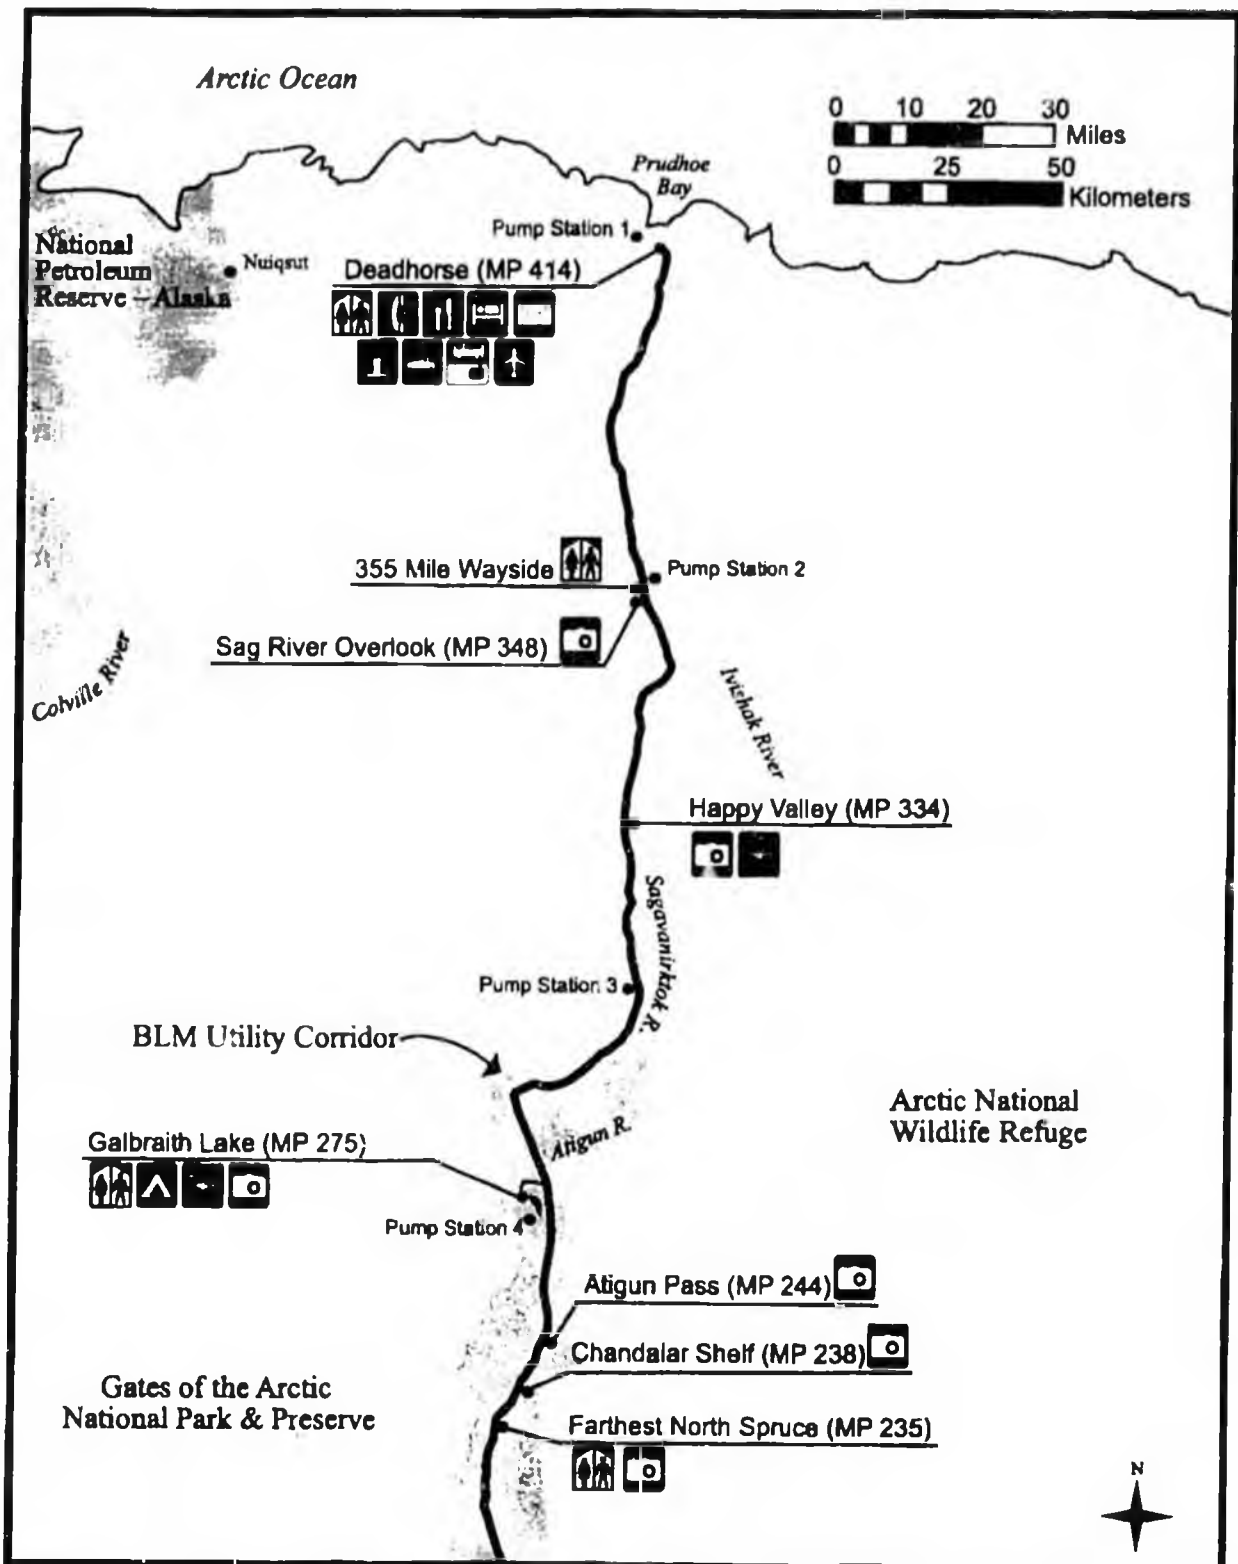 Arctic Ocean
0 10 20 30
Miles
0 25 50
Kilometers
Prudhoe
Bay
Pump Station 1
National
Petroleum
Reserve – Alaska
Nuiqsut
Deadhorse (MP 414)
355 Mile Wayside
Pump Station 2
Sag River Overlook (MP 348)
Colville River
Ivishak River
Happy Valley (MP 334)
Sagavanirktok R.
Pump Station 3
BLM Utility Corridor
Arctic National
Wildlife Refuge
Atigun R.
Galbraith Lake (MP 275)
Pump Station 4
Atigun Pass (MP 244)
Chandalar Shelf (MP 238)
Gates of the Arctic
National Park & Preserve
Farthest North Spruce (MP 235)
N